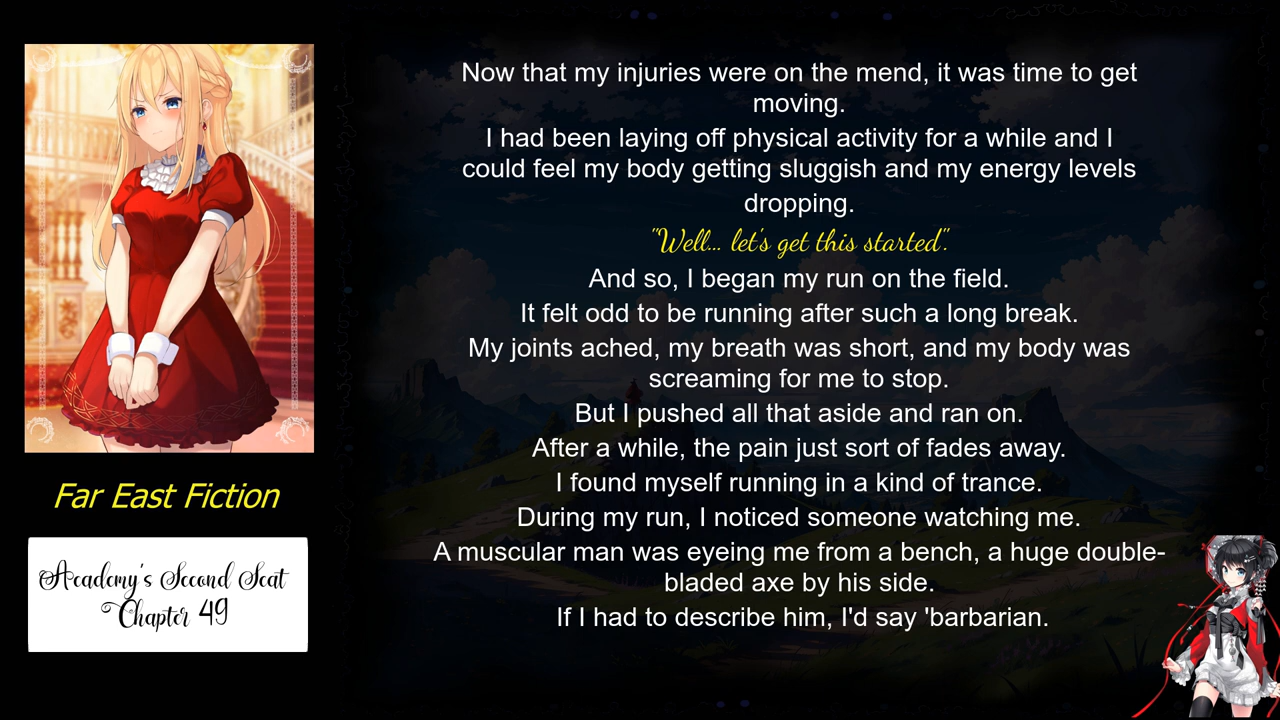 Now that my injuries were on the mend, it was time to get
moving.
I had been laying off physical activity for a while and I
could feel my body getting sluggish and my energy levels
dropping.
"Well... let's get this started".
And so, I began my run on the field.
It felt odd to be running after such a long break.
My joints ached, my breath was short, and my body was
screaming for me to stop.
But I pushed all that aside and ran on.
After a while, the pain just sort of fades away.
I found myself running in a kind of trance.
During my run, I noticed someone watching me.
A muscular man was eyeing me from a bench, a huge double-
bladed axe by his side.
If I had to describe him, I'd say 'barbarian.
Far East Fiction
Academy's Second Seat
Chapter 49